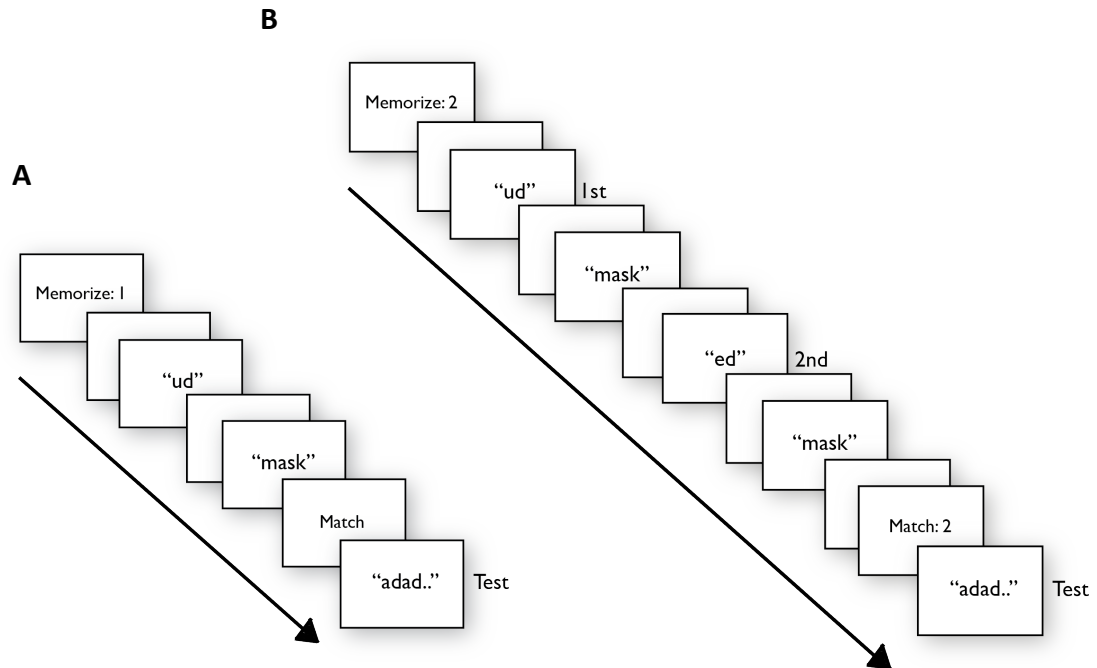 A
Memorize: 1
“ud”
“mask”
Match
“adad..”
Test
B
Memorize: 2
“ud”
1st
“mask”
“ed”
2nd
“mask”
Match: 2
“adad..”
Test